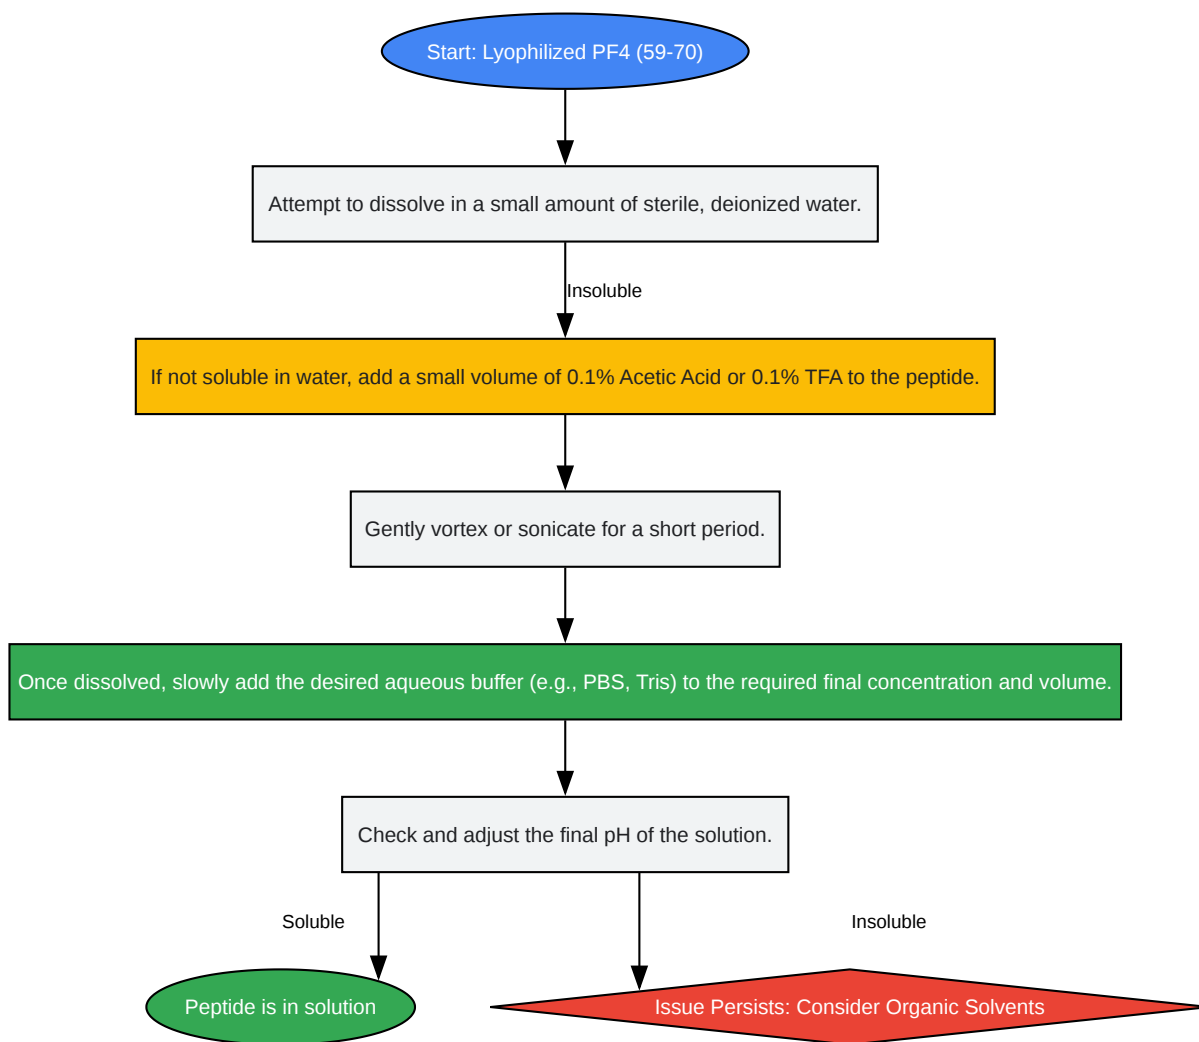 Start: Lyophilized PF4 (59-70)
Attempt to dissolve in a small amount of sterile, deionized water.
Insoluble
If not soluble in water, add a small volume of 0.1% Acetic Acid or 0.1% TFA to the peptide.
Gently vortex or sonicate for a short period.
Once dissolved, slowly add the desired aqueous buffer (e.g., PBS, Tris) to the required final concentration and volume.
Check and adjust the final pH of the solution.
Soluble
Insoluble
Peptide is in solution
Issue Persists: Consider Organic Solvents